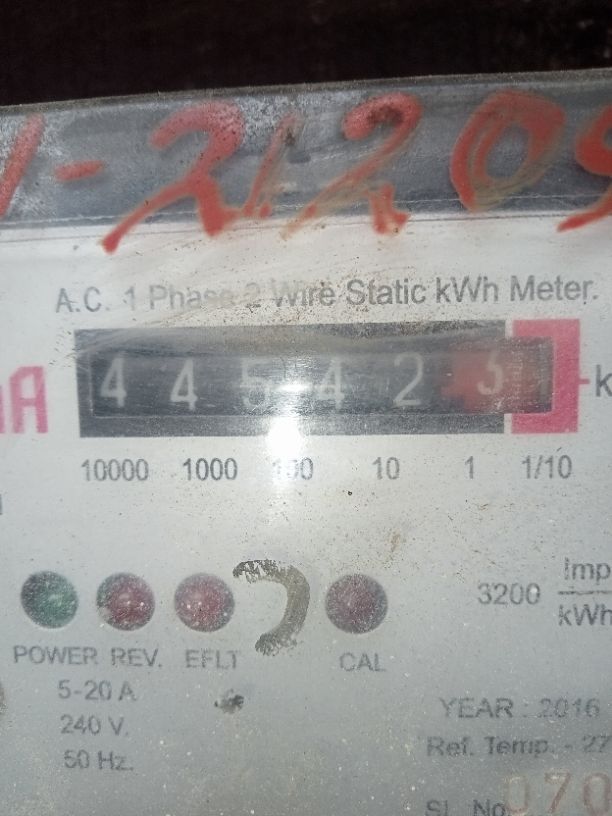 -21209
A.C. 1 Phase 2 Wire Static kWh Meter.
4 4 5 4 2 3
10000 1000 100 10 1 1/10
3200 Imp
kWh
POWER REV. EFLT CAL
5-20 A
240 V.
50 Hz.
YEAR : 2016
Ref. Temp. - 27
Sl. No. 070